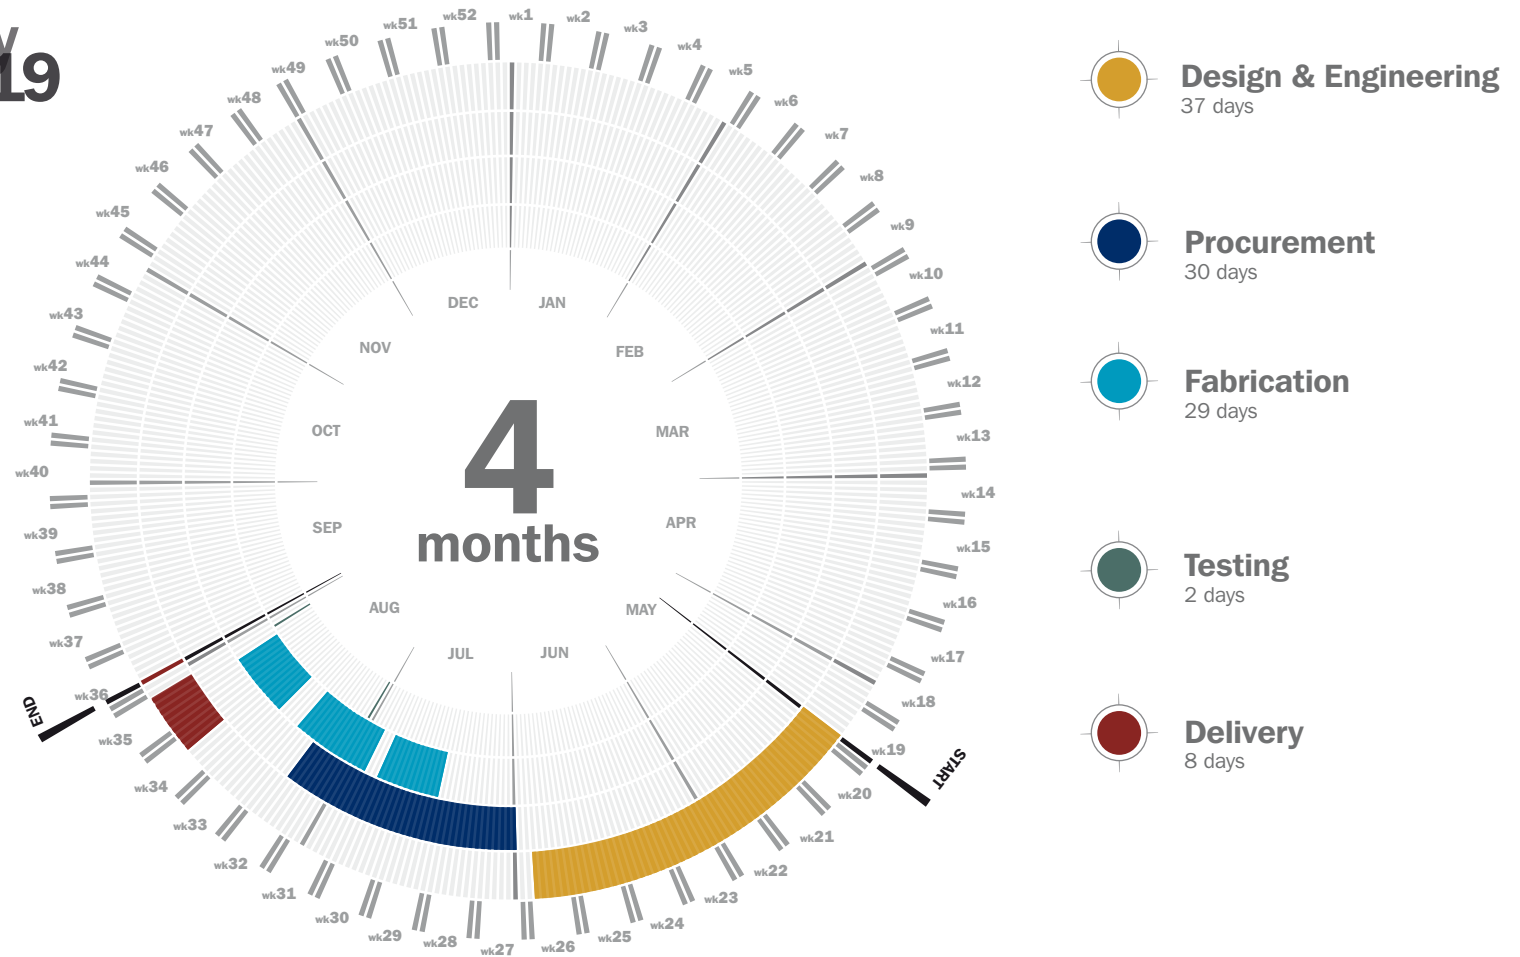 19
wk1
wk2
wk3
wk4
wk5
wk6
wk7
wk8
wk9
wk10
wk11
wk12
wk13
wk14
wk15
wk16
wk17
wk18
wk19
wk20
wk21
wk22
wk23
wk24
wk25
wk26
wk27
wk28
wk29
wk30
wk31
wk32
wk33
wk34
wk35
wk36
wk37
wk38
wk39
wk40
wk41
wk42
wk43
wk44
wk45
wk46
wk47
wk48
wk49
wk50
wk51
wk52
JAN
FEB
MAR
APR
MAY
JUN
JUL
AUG
SEP
OCT
NOV
DEC
4
months
START
END
Design & Engineering
37 days
Procurement
30 days
Fabrication
29 days
Testing
2 days
Delivery
8 days